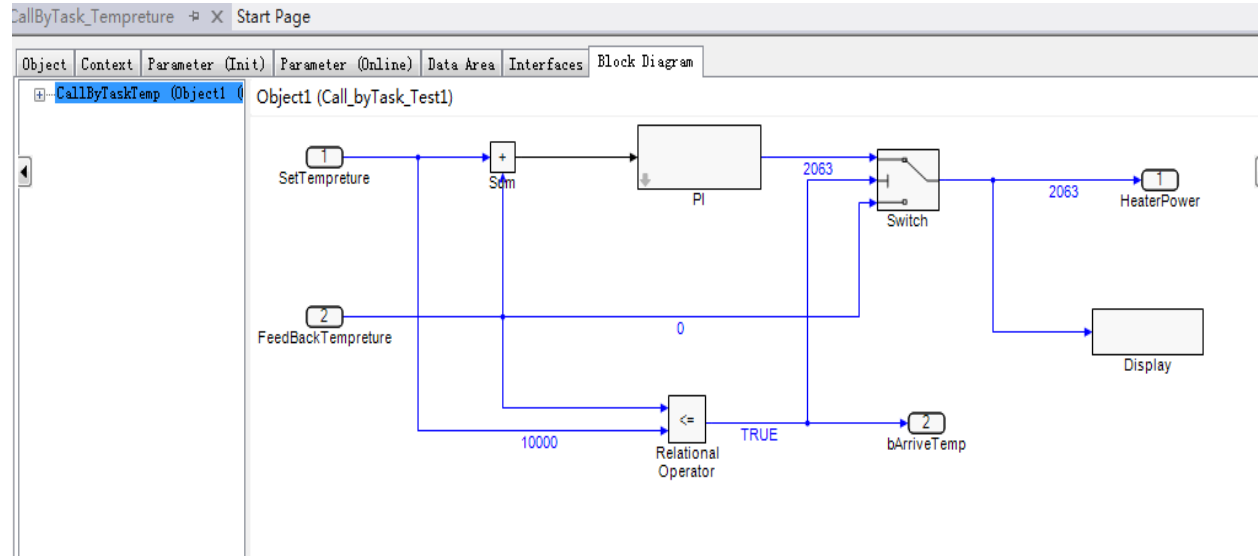 CallByTask_Tempreture Start Page
Object Context Parameter (Init) Parameter (Online) Data Area Interfaces Block Diagram
CallByTaskTemp (Object1 (
Object1 (Call_byTask_Test1)
1
SetTempreture
+
Sum
PI
2063
Switch
2063
1
HeaterPower
2
FeedBackTempreture
0
Display
<=
Relational
Operator
10000
TRUE
2
bArriveTemp